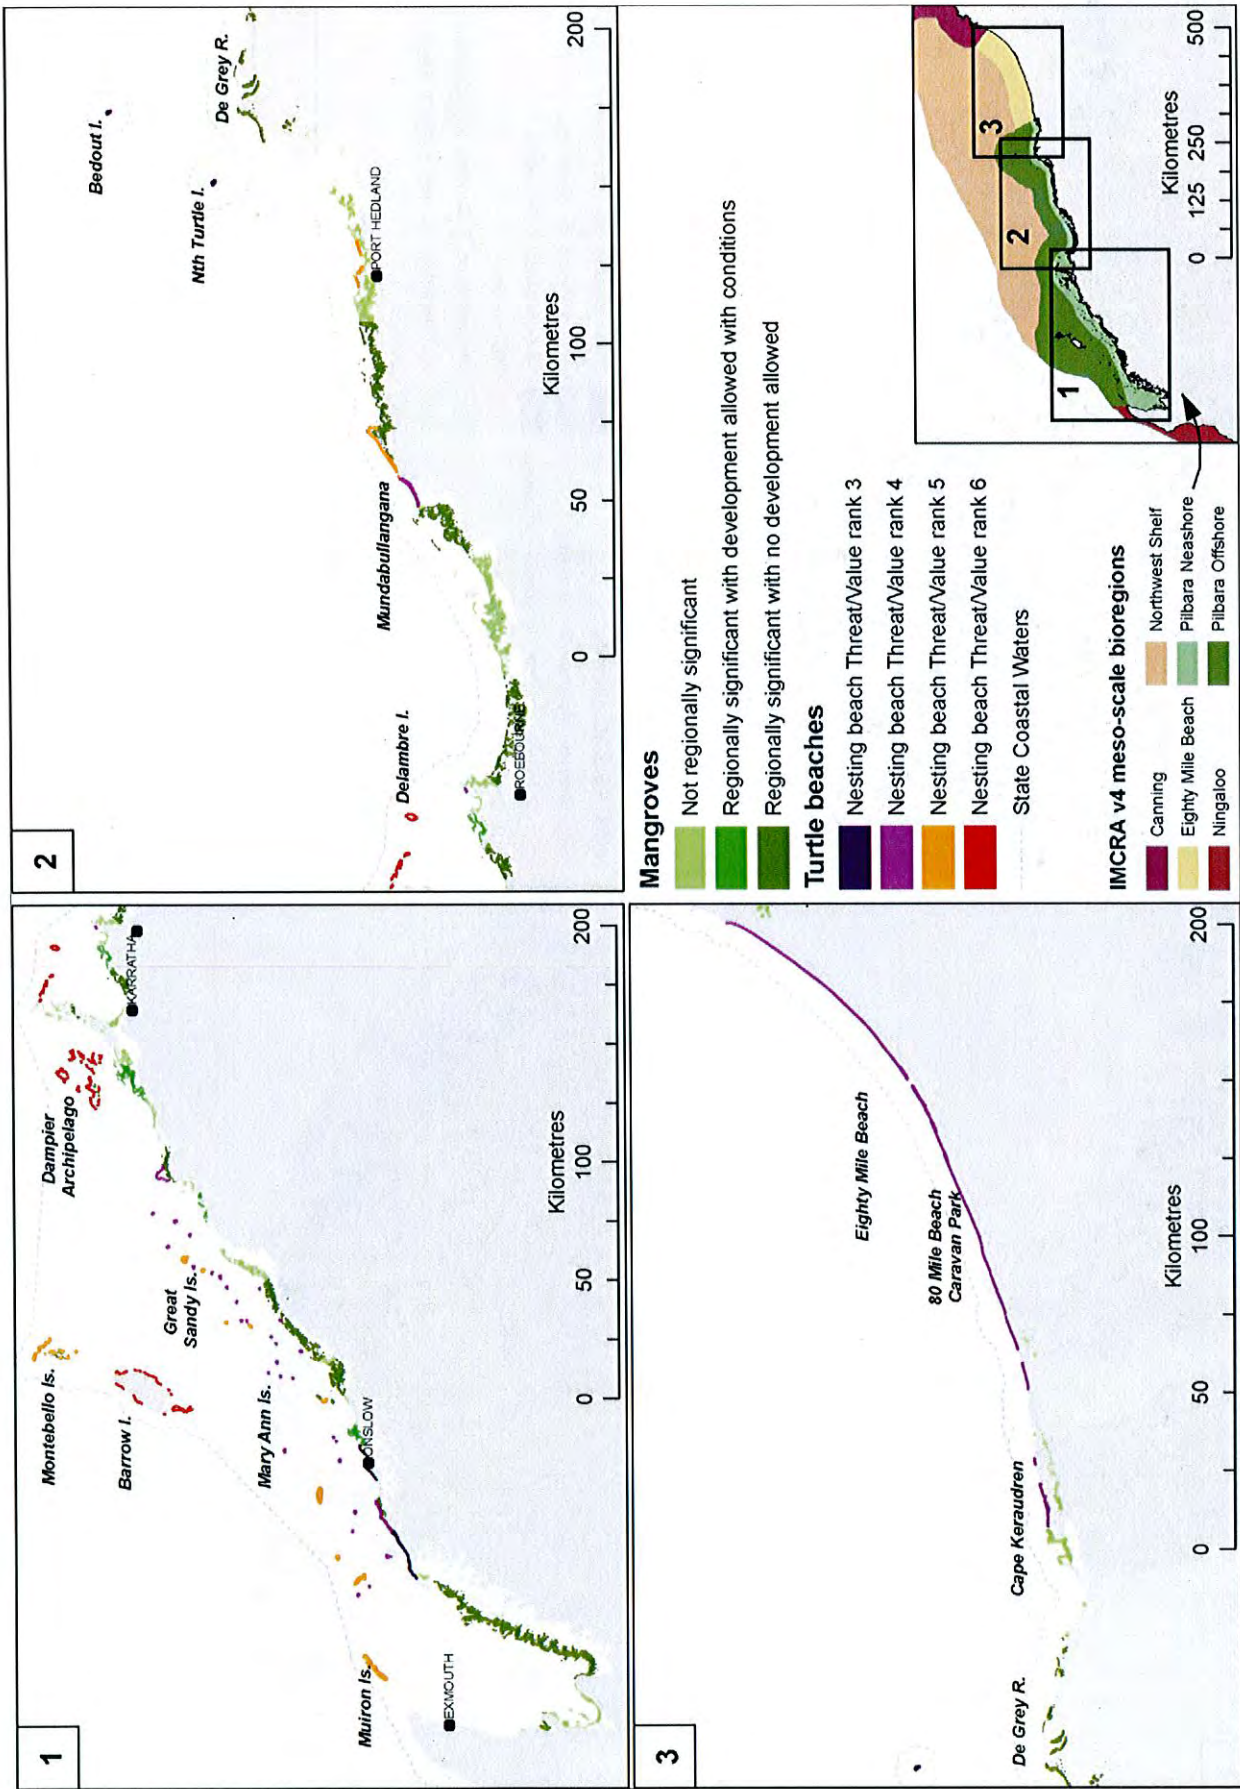 1
Montebello Is.
Barrow I.
Dampier
Archipelago
Great
Sandy Is.
Mary Ann Is.
Muiron Is.
KARRATHA
ONSLOW
EXMOUTH
Kilometres
0 50 100 200
2
Bedout I.
Nth Turtle I.
De Grey R.
PORT HEDLAND
Mundabullangana
Delambre I.
ROEBOURNE
Kilometres
0 50 100 200
3
Eighty Mile Beach
80 Mile Beach
Caravan Park
Cape Keraudren
De Grey R.
Kilometres
0 50 100 200
Mangroves
Not regionally significant
Regionally significant with development allowed with conditions
Regionally significant with no development allowed
Turtle beaches
Nesting beach Threat/Value rank 3
Nesting beach Threat/Value rank 4
Nesting beach Threat/Value rank 5
Nesting beach Threat/Value rank 6
State Coastal Waters
IMCRA v4 meso-scale bioregions
Canning
Eighty Mile Beach
Ningaloo
Northwest Shelf
Pilbara Neashore
Pilbara Offshore
1
2
3
Kilometres
0 125 250 500